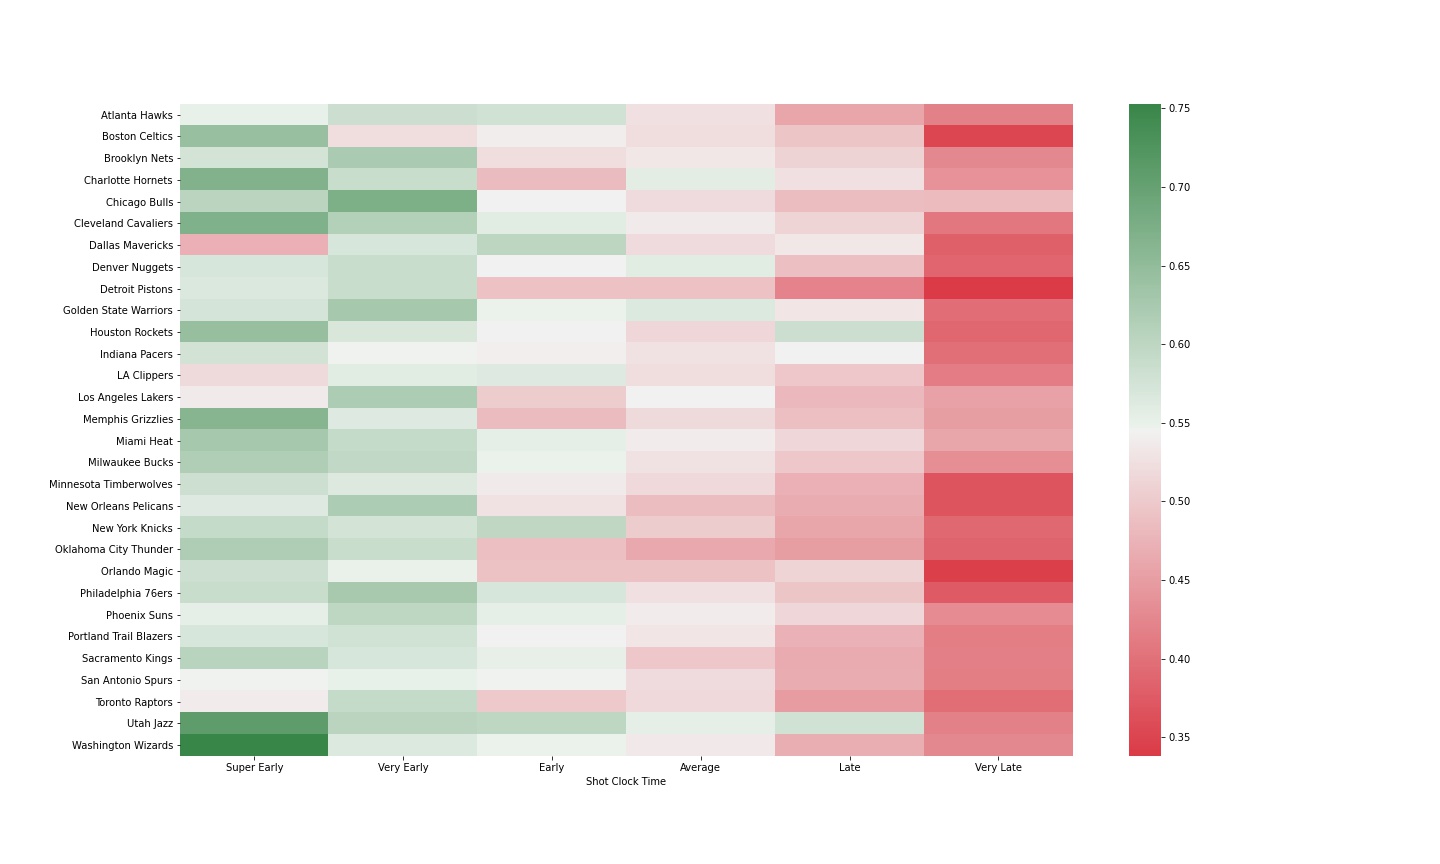 Atlanta Hawks
Boston Celtics
Brooklyn Nets
Charlotte Hornets
Chicago Bulls
Cleveland Cavaliers
Dallas Mavericks
Denver Nuggets
Detroit Pistons
Golden State Warriors
Houston Rockets
Indiana Pacers
LA Clippers
Los Angeles Lakers
Memphis Grizzlies
Miami Heat
Milwaukee Bucks
Minnesota Timberwolves
New Orleans Pelicans
New York Knicks
Oklahoma City Thunder
Orlando Magic
Philadelphia 76ers
Phoenix Suns
Portland Trail Blazers
Sacramento Kings
San Antonio Spurs
Toronto Raptors
Utah Jazz
Washington Wizards
Super Early
Very Early
Early
Average
Late
Very Late
Shot Clock Time
0.75
0.70
0.65
0.60
0.55
0.50
0.45
0.40
0.35